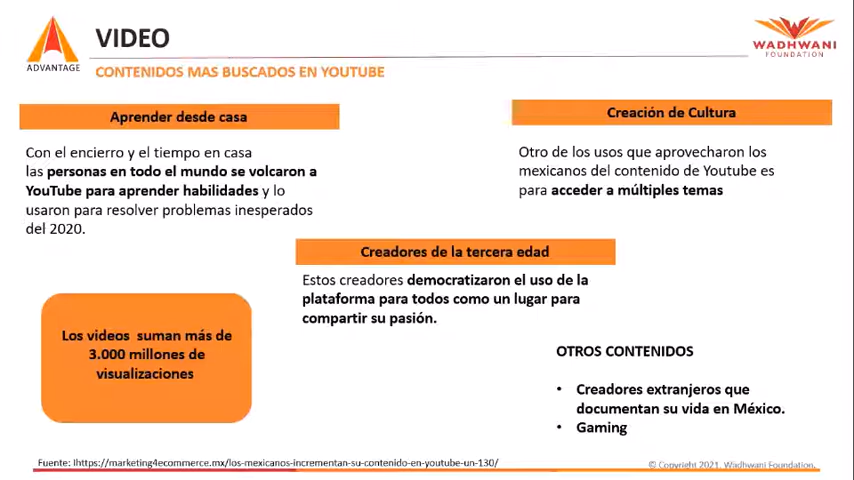 VIDEO
ADVANTAGE
WADHWANI
FOUNDATION
CONTENIDOS MAS BUSCADOS EN YOUTUBE
Aprender desde casa
Con el encierro y el tiempo en casa
las personas en todo el mundo se volcaron a
YouTube para aprender habilidades y lo
usaron para resolver problemas inesperados
del 2020.
Creación de Cultura
Otro de los usos que aprovecharon los
mexicanos del contenido de Youtube es
para acceder a múltiples temas
Creadores de la tercera edad
Estos creadores democratizaron el uso de la
plataforma para todos como un lugar para
compartir su pasión.
Los videos suman más de
3.000 millones de
visualizaciones
OTROS CONTENIDOS
• Creadores extranjeros que
documentan su vida en México.
• Gaming
Fuente: lhttps://marketing4ecommerce.mx/los-mexicanos-incrementan-su-contenido-en-youtube-un-130/
© Copyright 2021. Wadhwani Foundation.